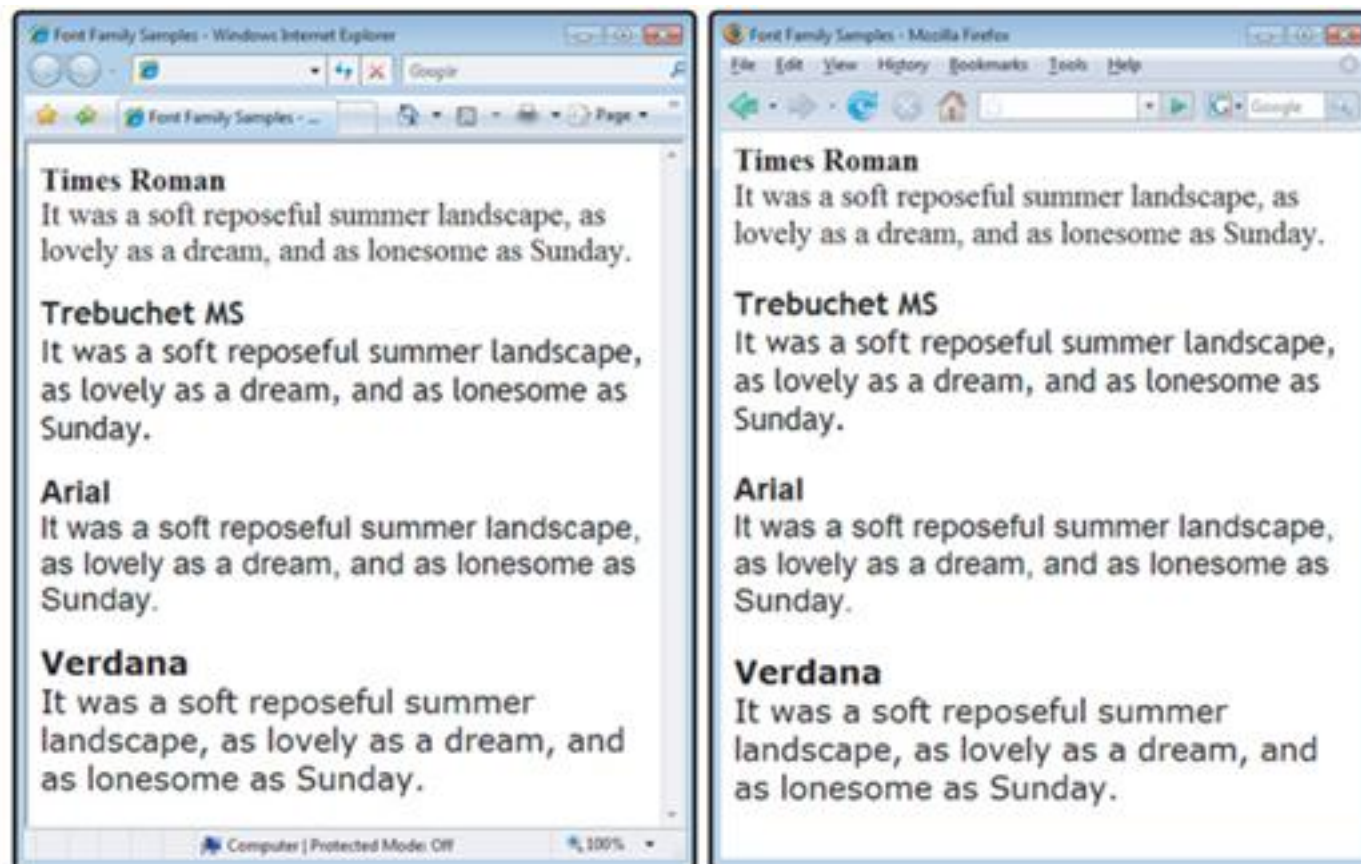 Font Family Samples - Windows Internet Explorer
Google
Font Family Samples - ...
Page
Times Roman
It was a soft reposeful summer landscape, as
lovely as a dream, and as lonesome as Sunday.
Trebuchet MS
It was a soft reposeful summer landscape,
as lovely as a dream, and as lonesome as
Sunday.
Arial
It was a soft reposeful summer landscape,
as lovely as a dream, and as lonesome as
Sunday.
Verdana
It was a soft reposeful summer
landscape, as lovely as a dream, and
as lonesome as Sunday.
Computer | Protected Mode: Off
100%
Font Family Samples - Mozilla Firefox
File Edit View History Bookmarks Tools Help
G Google
Times Roman
It was a soft reposeful summer landscape, as
lovely as a dream, and as lonesome as Sunday.
Trebuchet MS
It was a soft reposeful summer landscape,
as lovely as a dream, and as lonesome as
Sunday.
Arial
It was a soft reposeful summer landscape,
as lovely as a dream, and as lonesome as
Sunday.
Verdana
It was a soft reposeful summer
landscape, as lovely as a dream, and
as lonesome as Sunday.